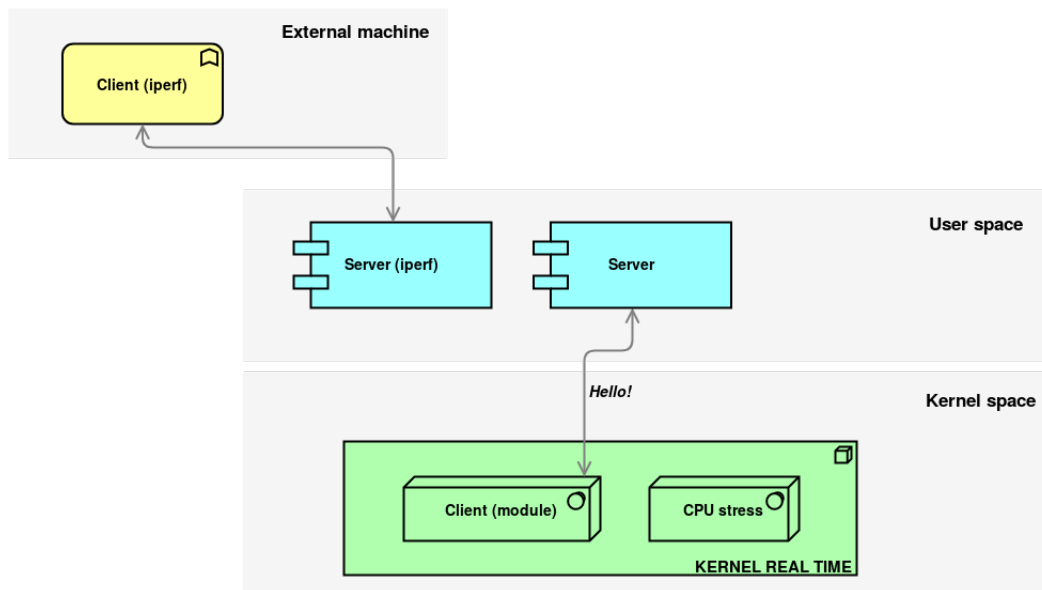 External machine
Client (iperf)
User space
Server (iperf)
Server
Hello!
Kernel space
Client (module)
CPU stress
KERNEL REAL TIME